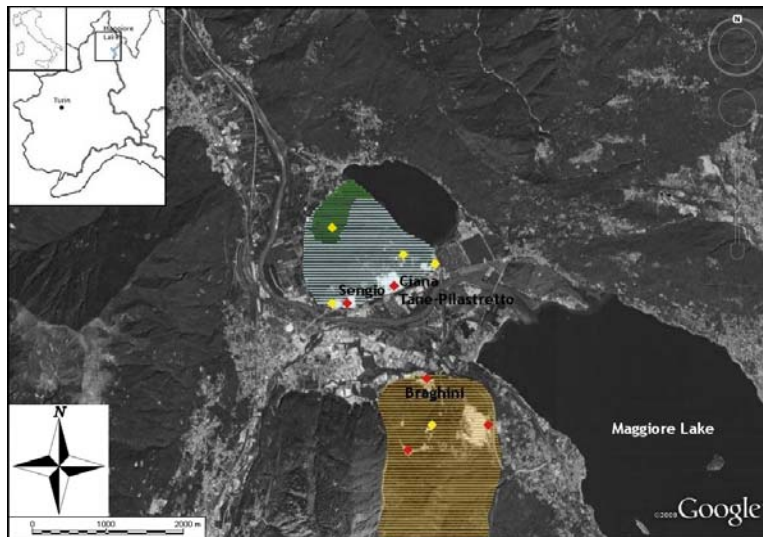 Maggiore
Lake
Turin
N
Sengio
Ciana
Tane-Pilastretto
Braghini
Maggiore Lake
N
0 1000 2000 m
©2009 Google